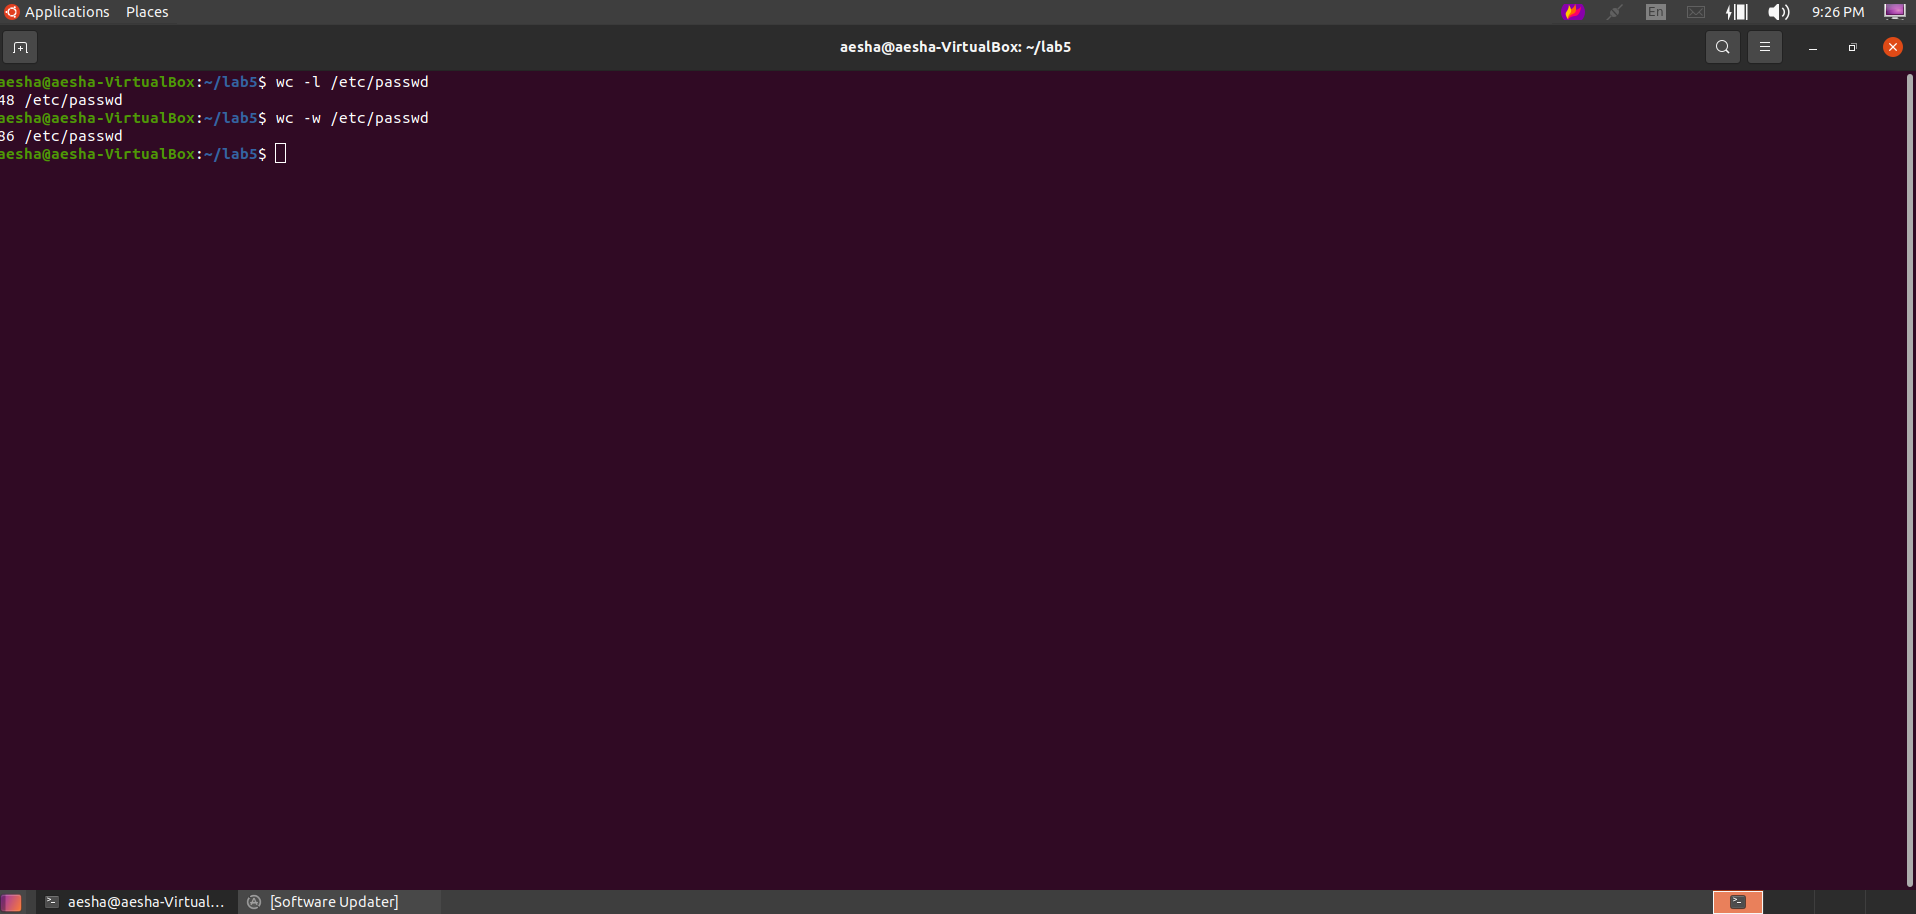 Applications Places En 9:26 PM
aesha@aesha-VirtualBox: ~/lab5
aesha@aesha-VirtualBox:~/lab5$ wc -l /etc/passwd
48 /etc/passwd
aesha@aesha-VirtualBox:~/lab5$ wc -w /etc/passwd
86 /etc/passwd
aesha@aesha-VirtualBox:~/lab5$
aesha@aesha-Virtual... [Software Updater]